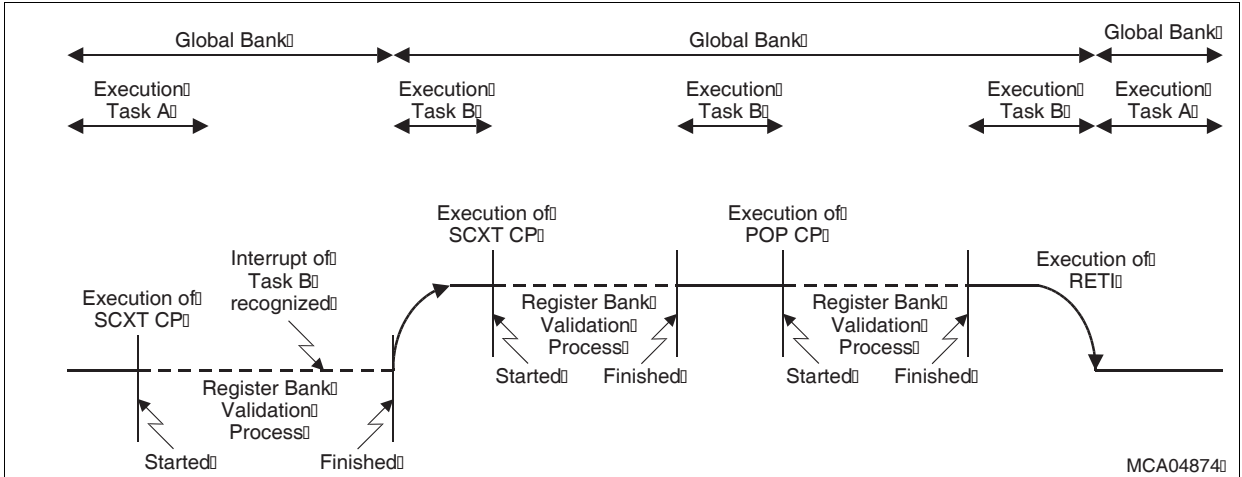 Global Bank
Global Bank
Global Bank
Execution
Task A
Execution
Task B
Execution
Task B
Execution
Task B
Execution
Task A
Execution of
SCXT CP
Execution of
POP CP
Interrupt of
Task B
recognized
Execution of
RETI
Execution of
SCXT CP
Register Bank
Validation
Process
Register Bank
Validation
Process
Started
Finished
Started
Finished
Register Bank
Validation
Process
Started
Finished
MCA04874